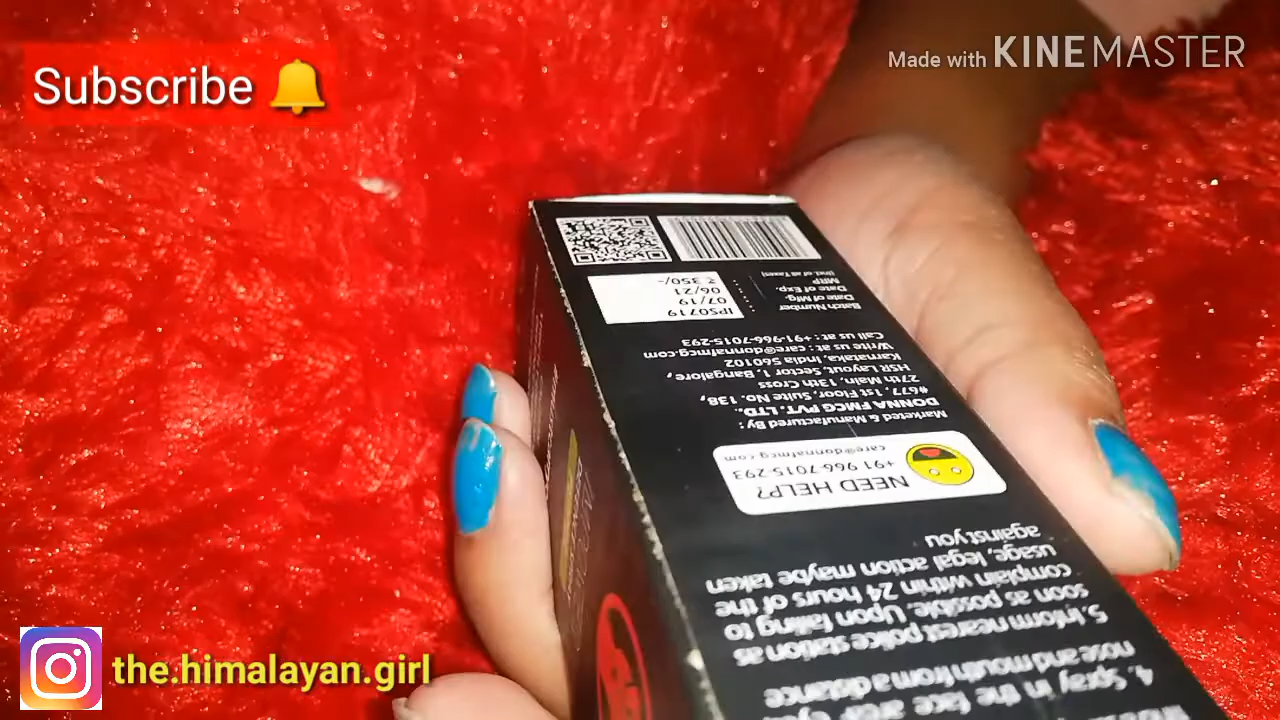 Subscribe
Made with KINEMASTER
4. Spray in the face area
nose and mouth from a distance
5. Inform nearest police station as
soon as possible. Upon failing to
complain within 24 hours of the
usage, legal action maybe taken
against you
NEED HELP?
+91 966-7015-293
care@donnafmcg.com
Marketed & Manufactured By :
DONNA FMCG PVT. LTD.,
#677, 1st Floor, Suite No. 138,
27th Main, 13th Cross
HSR Layout, Sector 1, Bangalore,
Karnataka, India 560102
Write us at : care@donnafmcg.com
Call us at : +91-966-7015-293
Batch Number IPS0719
Date of Mfg. 07/19
Date of Exp. 06/21
MRP ₹ 350/-
(Incl. of all Taxes)
the.himalayan.girl